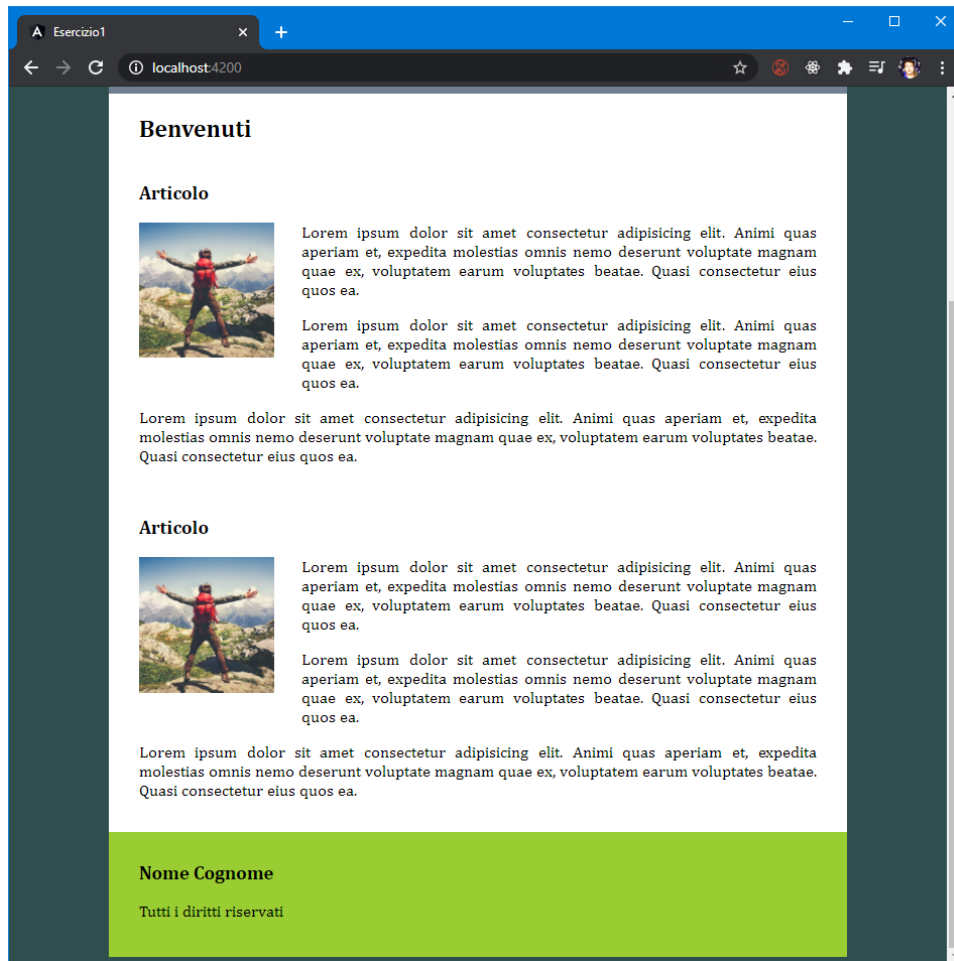 Esercizio1
localhost:4200
Benvenuti
Articolo
Lorem ipsum dolor sit amet consectetur adipisicing elit. Animi quas
aperiam et, expedita molestias omnis nemo deserunt voluptate magnam
quae ex, voluptatem earum voluptates beatae. Quasi consectetur eius
quos ea.
Lorem ipsum dolor sit amet consectetur adipisicing elit. Animi quas
aperiam et, expedita molestias omnis nemo deserunt voluptate magnam
quae ex, voluptatem earum voluptates beatae. Quasi consectetur eius
quos ea.
Lorem ipsum dolor sit amet consectetur adipisicing elit. Animi quas aperiam et, expedita
molestias omnis nemo deserunt voluptate magnam quae ex, voluptatem earum voluptates beatae.
Quasi consectetur eius quos ea.
Articolo
Lorem ipsum dolor sit amet consectetur adipisicing elit. Animi quas
aperiam et, expedita molestias omnis nemo deserunt voluptate magnam
quae ex, voluptatem earum voluptates beatae. Quasi consectetur eius
quos ea.
Lorem ipsum dolor sit amet consectetur adipisicing elit. Animi quas
aperiam et, expedita molestias omnis nemo deserunt voluptate magnam
quae ex, voluptatem earum voluptates beatae. Quasi consectetur eius
quos ea.
Lorem ipsum dolor sit amet consectetur adipisicing elit. Animi quas aperiam et, expedita
molestias omnis nemo deserunt voluptate magnam quae ex, voluptatem earum voluptates beatae.
Quasi consectetur eius quos ea.
Nome Cognome
Tutti i diritti riservati